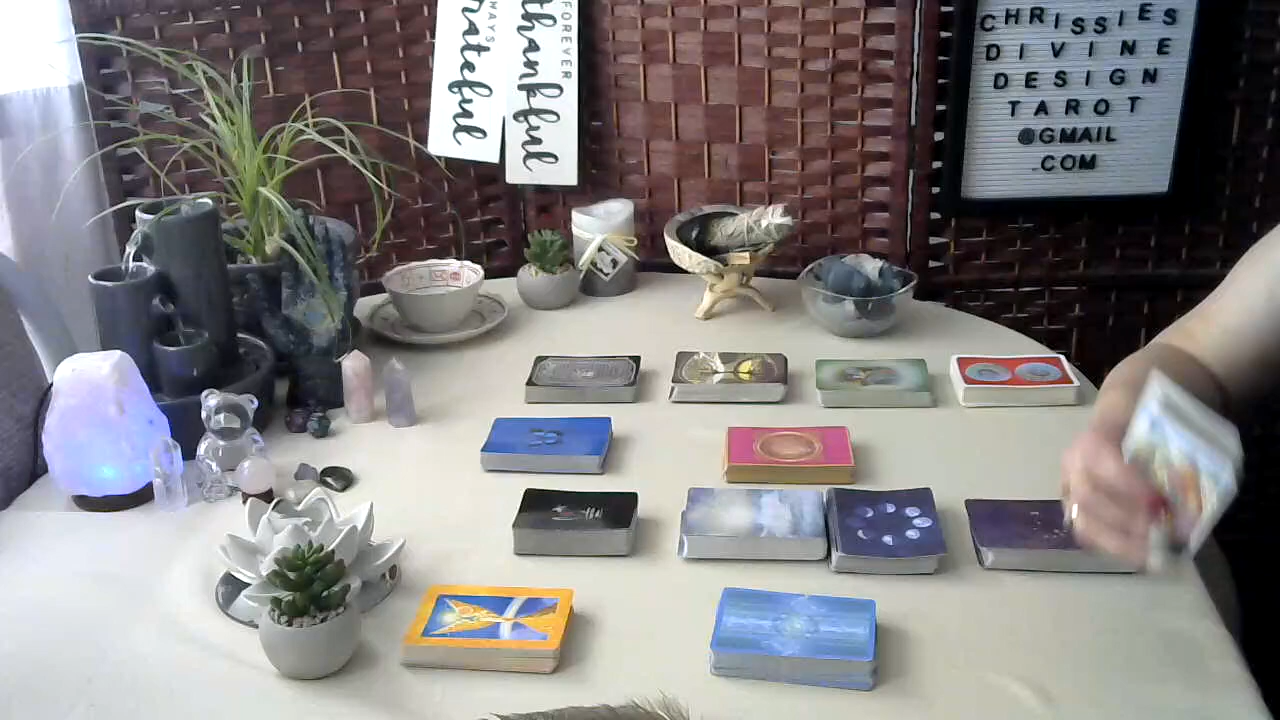 ALWAYS
grateful
FOREVER
thankful
CHRISSIES
DIVINE
DESIGN
TAROT
@GMAIL
.COM